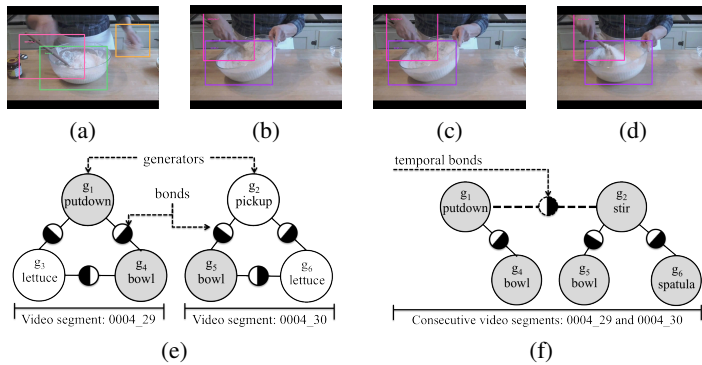 (a) (b) (c) (d)
generators
bonds
g1 putdown
g2 pickup
g3 lettuce
g4 bowl
g5 bowl
g6 lettuce
Video segment: 0004_29
Video segment: 0004_30
(e)
temporal bonds
g1 putdown
g2 stir
g4 bowl
g5 bowl
g6 spatula
Consecutive video segments: 0004_29 and 0004_30
(f)